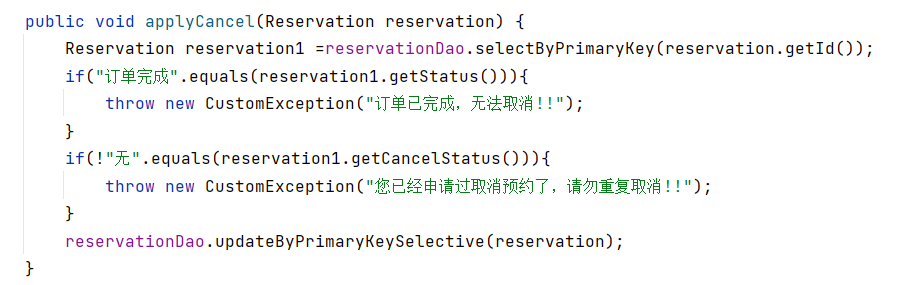 public void applyCancel(Reservation reservation) {
    Reservation reservation1 =reservationDao.selectByPrimaryKey(reservation.getId());
    if("订单完成".equals(reservation1.getStatus())){
        throw new CustomException("订单已完成，无法取消!!");
    }
    if(!"无".equals(reservation1.getCancelStatus())){
        throw new CustomException("您已经申请过取消预约了，请勿重复取消!!");
    }
    reservationDao.updateByPrimaryKeySelective(reservation);
}